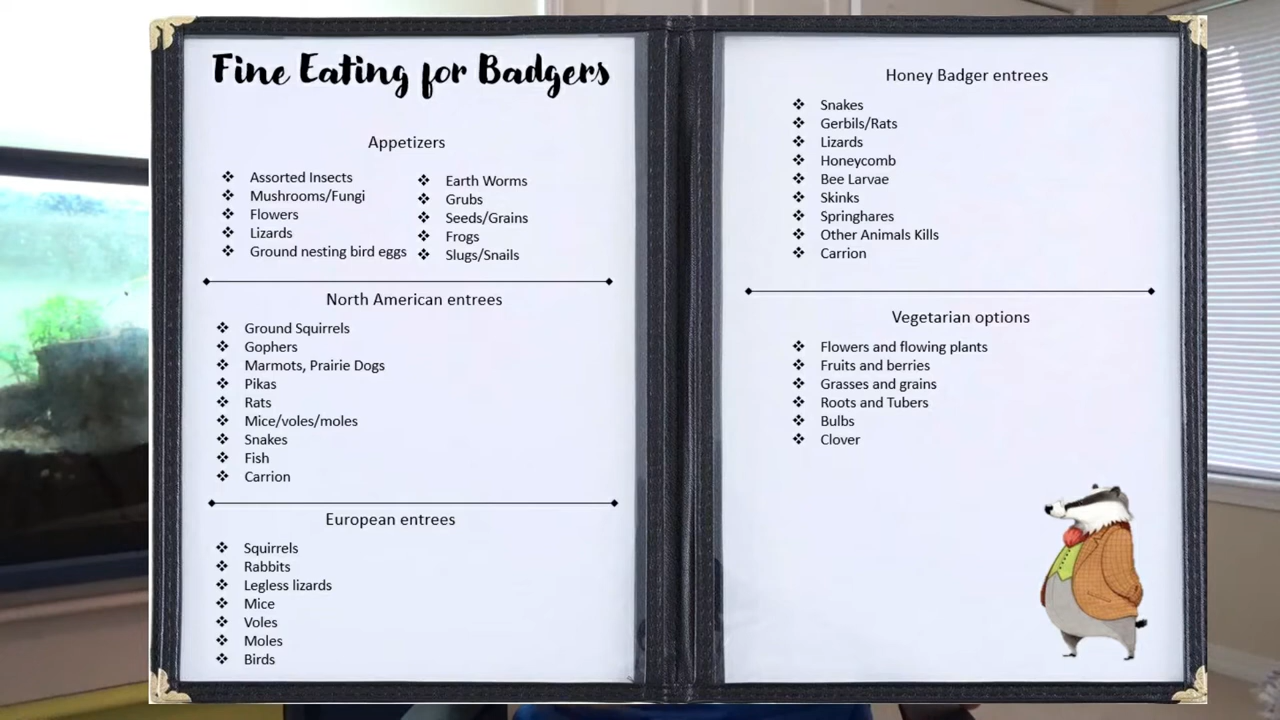 Fine Eating for Badgers
Appetizers
Assorted Insects
Mushrooms/Fungi
Flowers
Lizards
Ground nesting bird eggs
Earth Worms
Grubs
Seeds/Grains
Frogs
Slugs/Snails
North American entrees
Ground Squirrels
Gophers
Marmots, Prairie Dogs
Pikas
Rats
Mice/voles/moles
Snakes
Fish
Carrion
European entrees
Squirrels
Rabbits
Legless lizards
Mice
Voles
Moles
Birds
Honey Badger entrees
Snakes
Gerbils/Rats
Lizards
Honeycomb
Bee Larvae
Skinks
Springhares
Other Animals Kills
Carrion
Vegetarian options
Flowers and flowing plants
Fruits and berries
Grasses and grains
Roots and Tubers
Bulbs
Clover